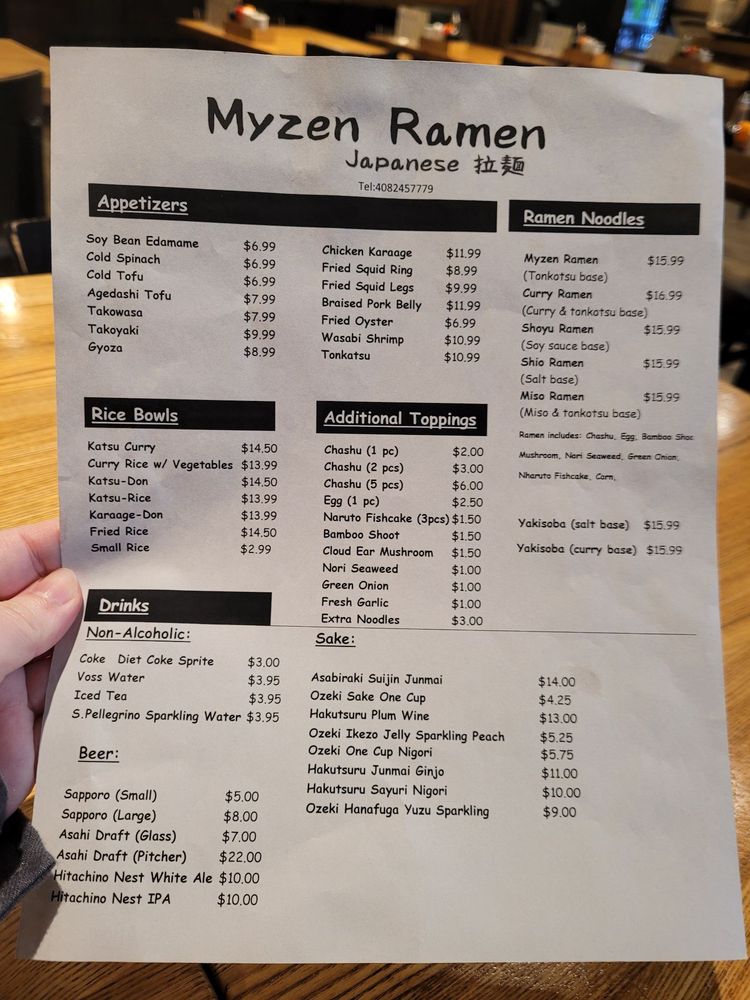 Myzen Ramen
Japanese 拉麺
Tel:4082457779
Appetizers
Soy Bean Edamame $6.99
Cold Spinach $6.99
Cold Tofu $6.99
Agedashi Tofu $7.99
Takowasa $7.99
Takoyaki $9.99
Gyoza $8.99
Chicken Karaage $11.99
Fried Squid Ring $8.99
Fried Squid Legs $9.99
Braised Pork Belly $11.99
Fried Oyster $6.99
Wasabi Shrimp $10.99
Tonkatsu $10.99
Ramen Noodles
Myzen Ramen $15.99
(Tonkotsu base)
Curry Ramen $16.99
(Curry & tonkatsu base)
Shoyu Ramen $15.99
(Soy sauce base)
Shio Ramen $15.99
(Salt base)
Miso Ramen $15.99
(Miso & tonkotsu base)
Ramen includes: Chashu, Egg, Bamboo Shoo
Mushroom, Nori Seaweed, Green Onion,
Nharuto Fishcake, Corn,
Yakisoba (salt base) $15.99
Yakisoba (curry base) $15.99
Rice Bowls
Katsu Curry $14.50
Curry Rice w/ Vegetables $13.99
Katsu-Don $14.50
Katsu-Rice $13.99
Karaage-Don $13.99
Fried Rice $14.50
Small Rice $2.99
Additional Toppings
Chashu (1 pc) $2.00
Chashu (2 pcs) $3.00
Chashu (5 pcs) $6.00
Egg (1 pc) $2.50
Naruto Fishcake (3pcs) $1.50
Bamboo Shoot $1.50
Cloud Ear Mushroom $1.50
Nori Seaweed $1.00
Green Onion $1.00
Fresh Garlic $1.00
Extra Noodles $3.00
Drinks
Non-Alcoholic:
Coke Diet Coke Sprite $3.00
Voss Water $3.95
Iced Tea $3.95
S.Pellegrino Sparkling Water $3.95
Beer:
Sapporo (Small) $5.00
Sapporo (Large) $8.00
Asahi Draft (Glass) $7.00
Asahi Draft (Pitcher) $22.00
Hitachino Nest White Ale $10.00
Hitachino Nest IPA $10.00
Sake:
Asabiraki Suijin Junmai $14.00
Ozeki Sake One Cup $4.25
Hakutsuru Plum Wine $13.00
Ozeki Ikezo Jelly Sparkling Peach $5.25
Ozeki One Cup Nigori $5.75
Hakutsuru Junmai Ginjo $11.00
Hakutsuru Sayuri Nigori $10.00
Ozeki Hanafuga Yuzu Sparkling $9.00